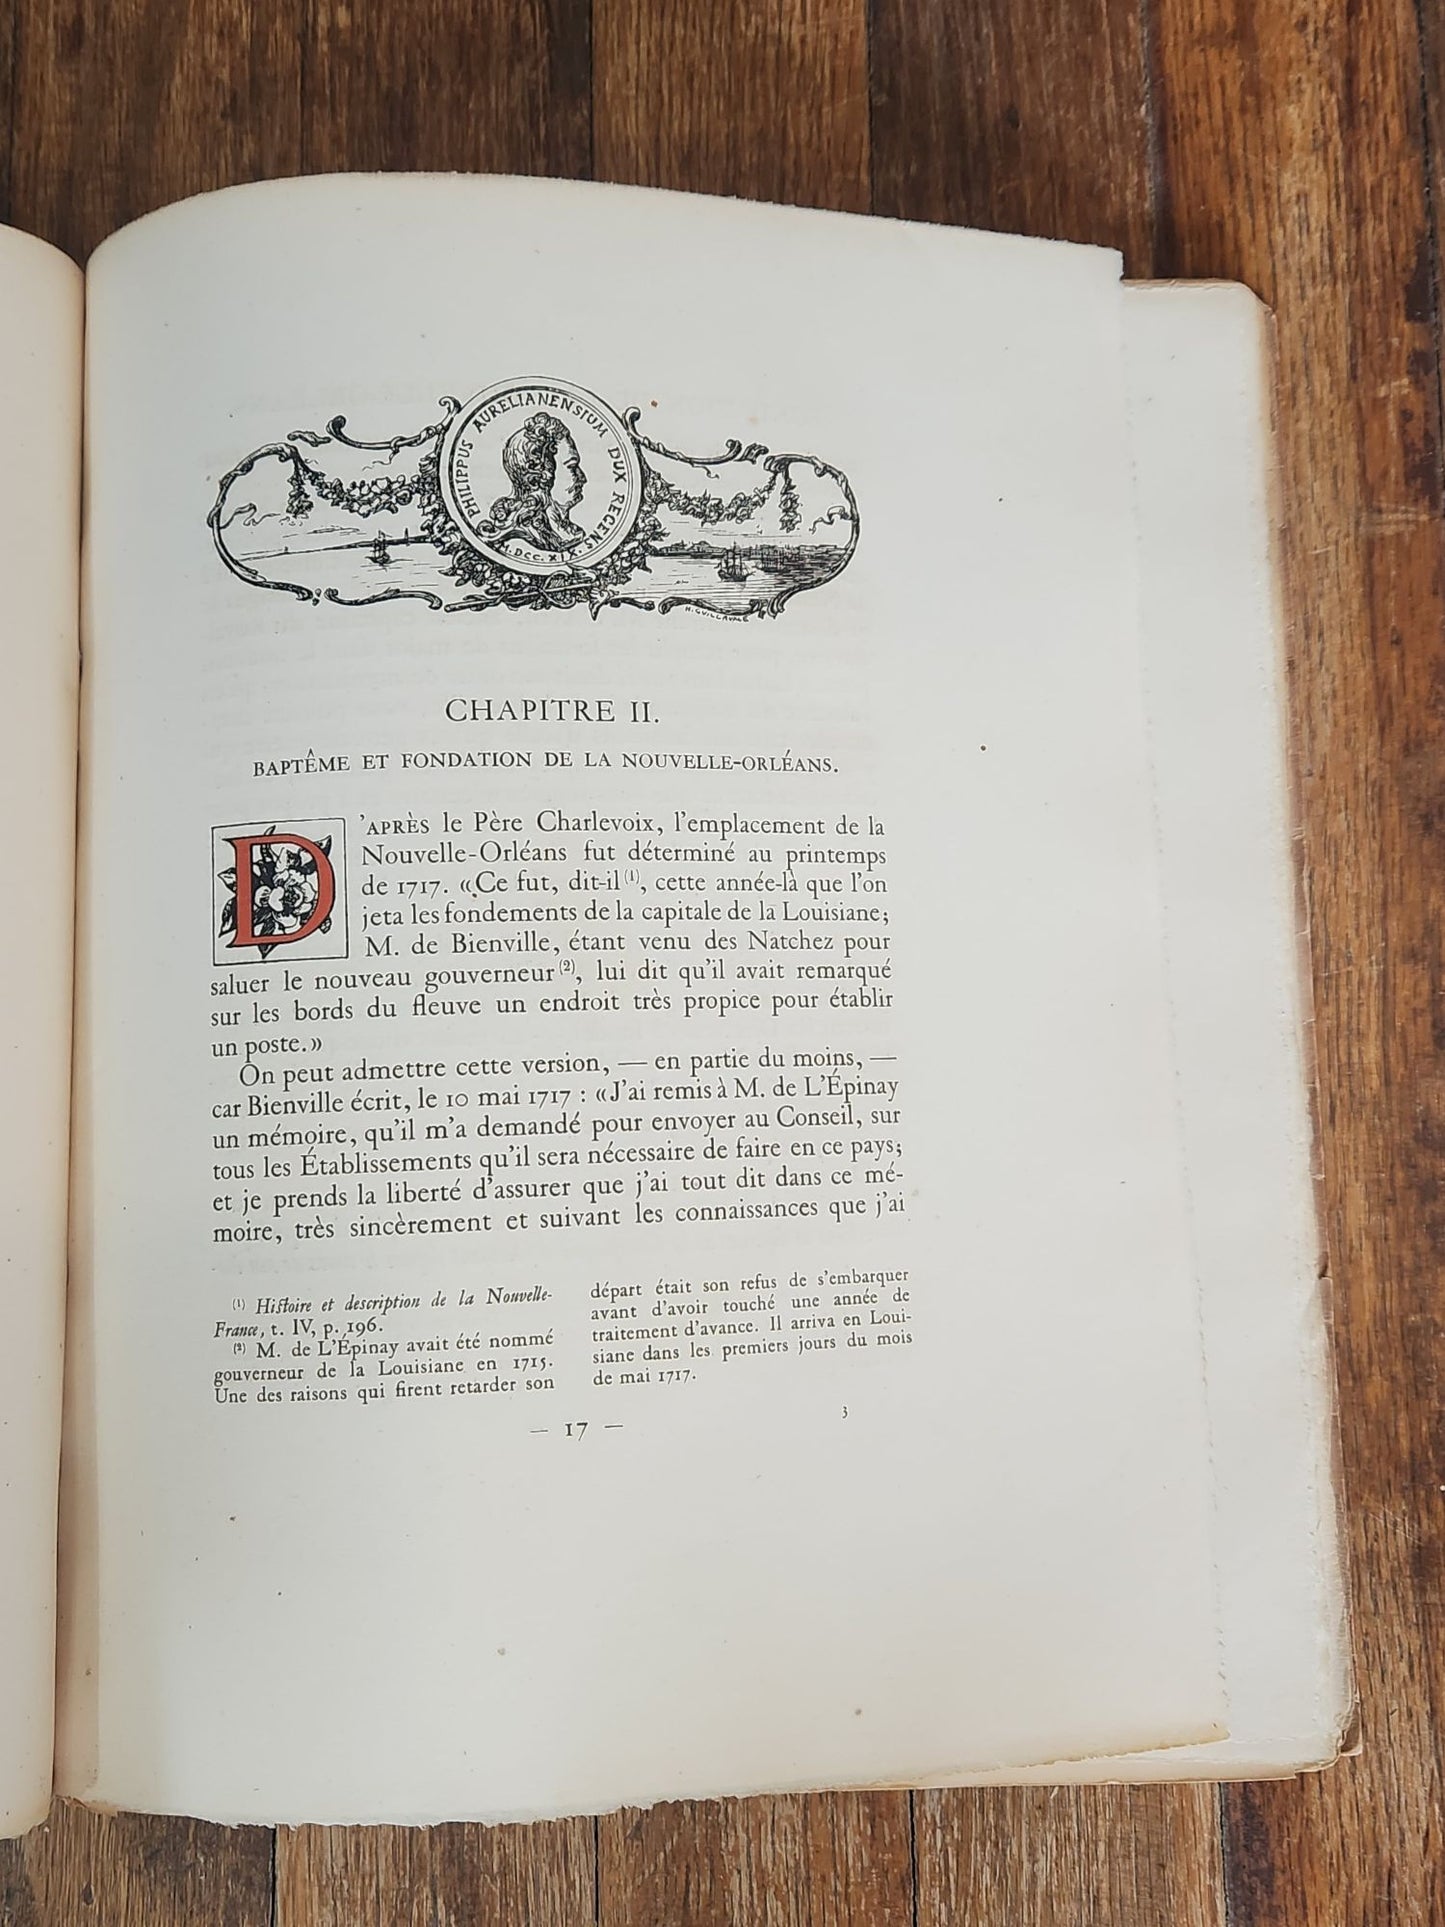 PHILIPPUS AURELIANENSIUM DUX REGENS
M.DCC.XIX.
H. GUILLAUME
CHAPITRE II.
BAPTÊME ET FONDATION DE LA NOUVELLE-ORLÉANS.
D'APRÈS le Père Charlevoix, l'emplacement de la
Nouvelle-Orléans fut déterminé au printemps
de 1717. «Ce fut, dit-il (1), cette année-là que l'on
jeta les fondements de la capitale de la Louisiane;
M. de Bienville, étant venu des Natchez pour
saluer le nouveau gouverneur (2), lui dit qu'il avait remarqué
sur les bords du fleuve un endroit très propice pour établir
un poste.»
On peut admettre cette version, — en partie du moins, —
car Bienville écrit, le 10 mai 1717 : «J'ai remis à M. de L'Épinay
un mémoire, qu'il m'a demandé pour envoyer au Conseil, sur
tous les Établissements qu'il sera nécessaire de faire en ce pays;
et je prends la liberté d'assurer que j'ai tout dit dans ce mé-
moire, très sincèrement et suivant les connaissances que j'ai
(1) Histoire et description de la Nouvelle-
France, t. IV, p. 196.
(2) M. de L'Épinay avait été nommé
gouverneur de la Louisiane en 1715.
Une des raisons qui firent retarder son
départ était son refus de s'embarquer
avant d'avoir touché une année de
traitement d'avance. Il arriva en Loui-
siane dans les premiers jours du mois
de mai 1717.
— 17 —
3